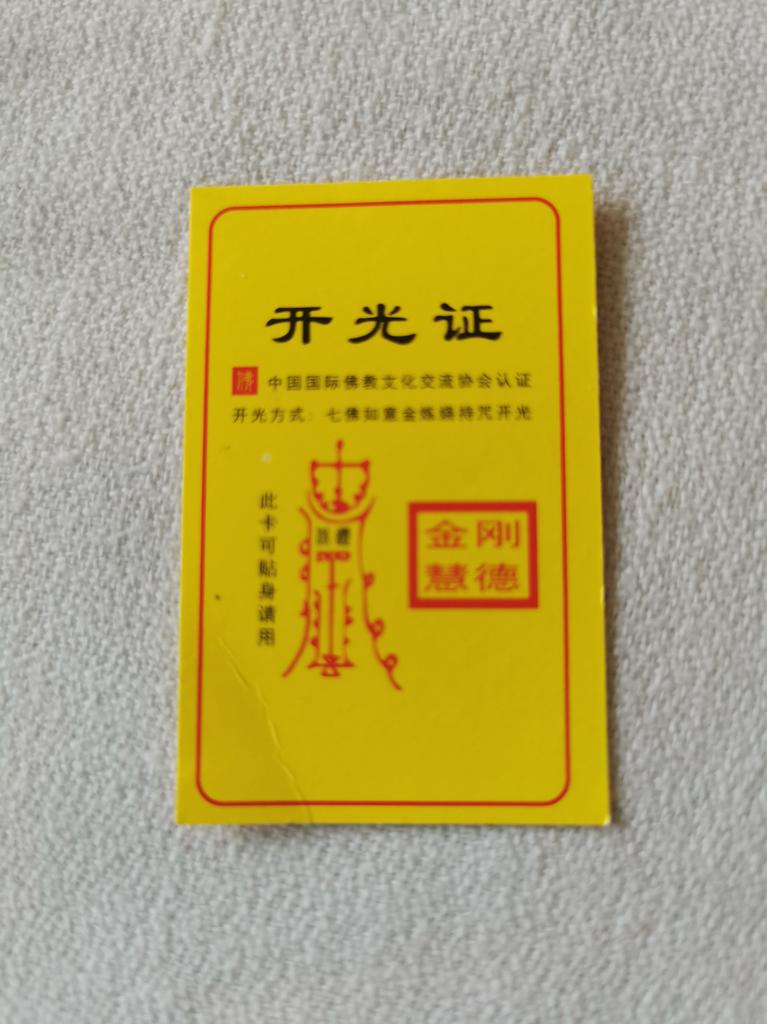 开光证
佛 中国国际佛教文化交流协会认证
开光方式：七佛如意金炼持咒开光
此卡可贴身请用
金刚
慧德